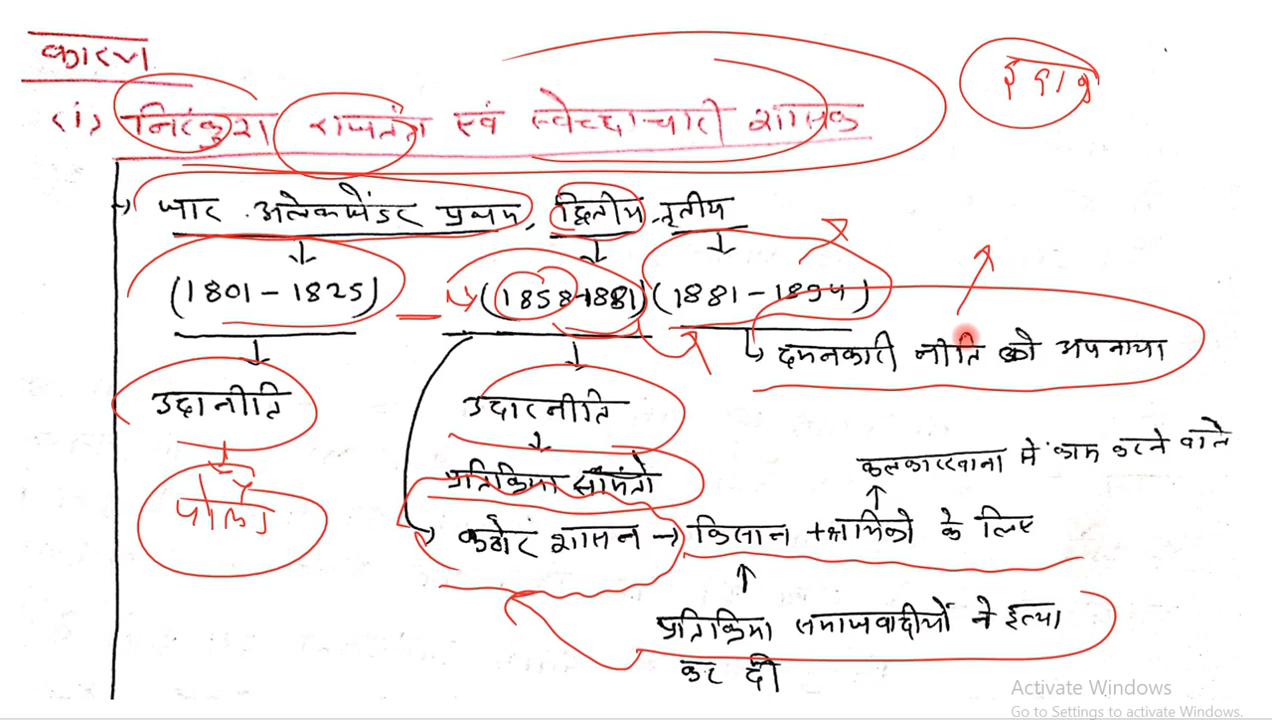 कारण
(i) निरंकुश राजतंत्र एवं स्वेच्छाचारी शासक
→ जार अलेकजेंडर प्रथम, द्वितीय, तृतीय
(1801-1825) (1858-1881) (1881-1894)
↳ दमनकारी नीति को अपनाया
उदानीति उदारनीति
प्रतिक्रिया सामंतो
कलकारखाना में काम करने वाले
→ कठोर शासन → किसान + श्रमिको के लिए
प्रतिक्रिया समाजवादीयों ने हत्या
कर दी
Activate Windows
Go to Settings to activate Windows.